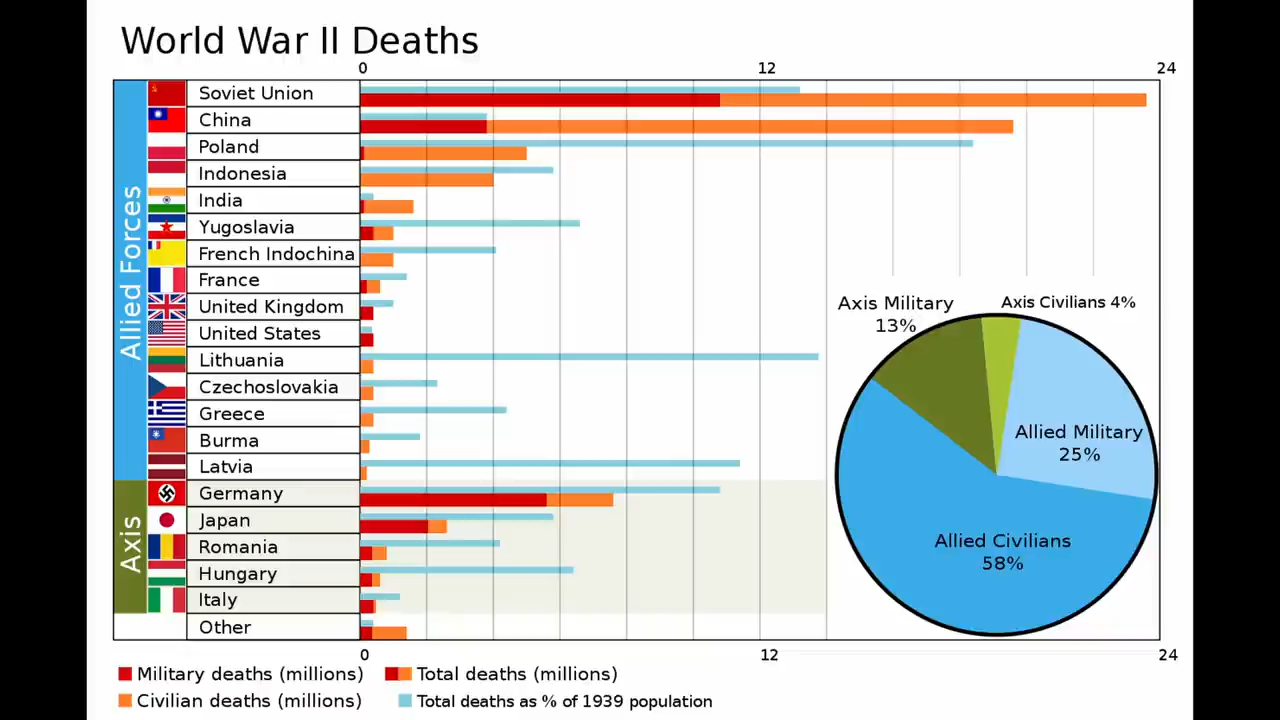 World War II Deaths
0 12 24
Allied Forces
Soviet Union
China
Poland
Indonesia
India
Yugoslavia
French Indochina
France
United Kingdom
United States
Lithuania
Czechoslovakia
Greece
Burma
Latvia
Axis
Germany
Japan
Romania
Hungary
Italy
Other
0 12 24
Axis Military
13%
Axis Civilians 4%
Allied Military
25%
Allied Civilians
58%
Military deaths (millions)
Total deaths (millions)
Civilian deaths (millions)
Total deaths as % of 1939 population